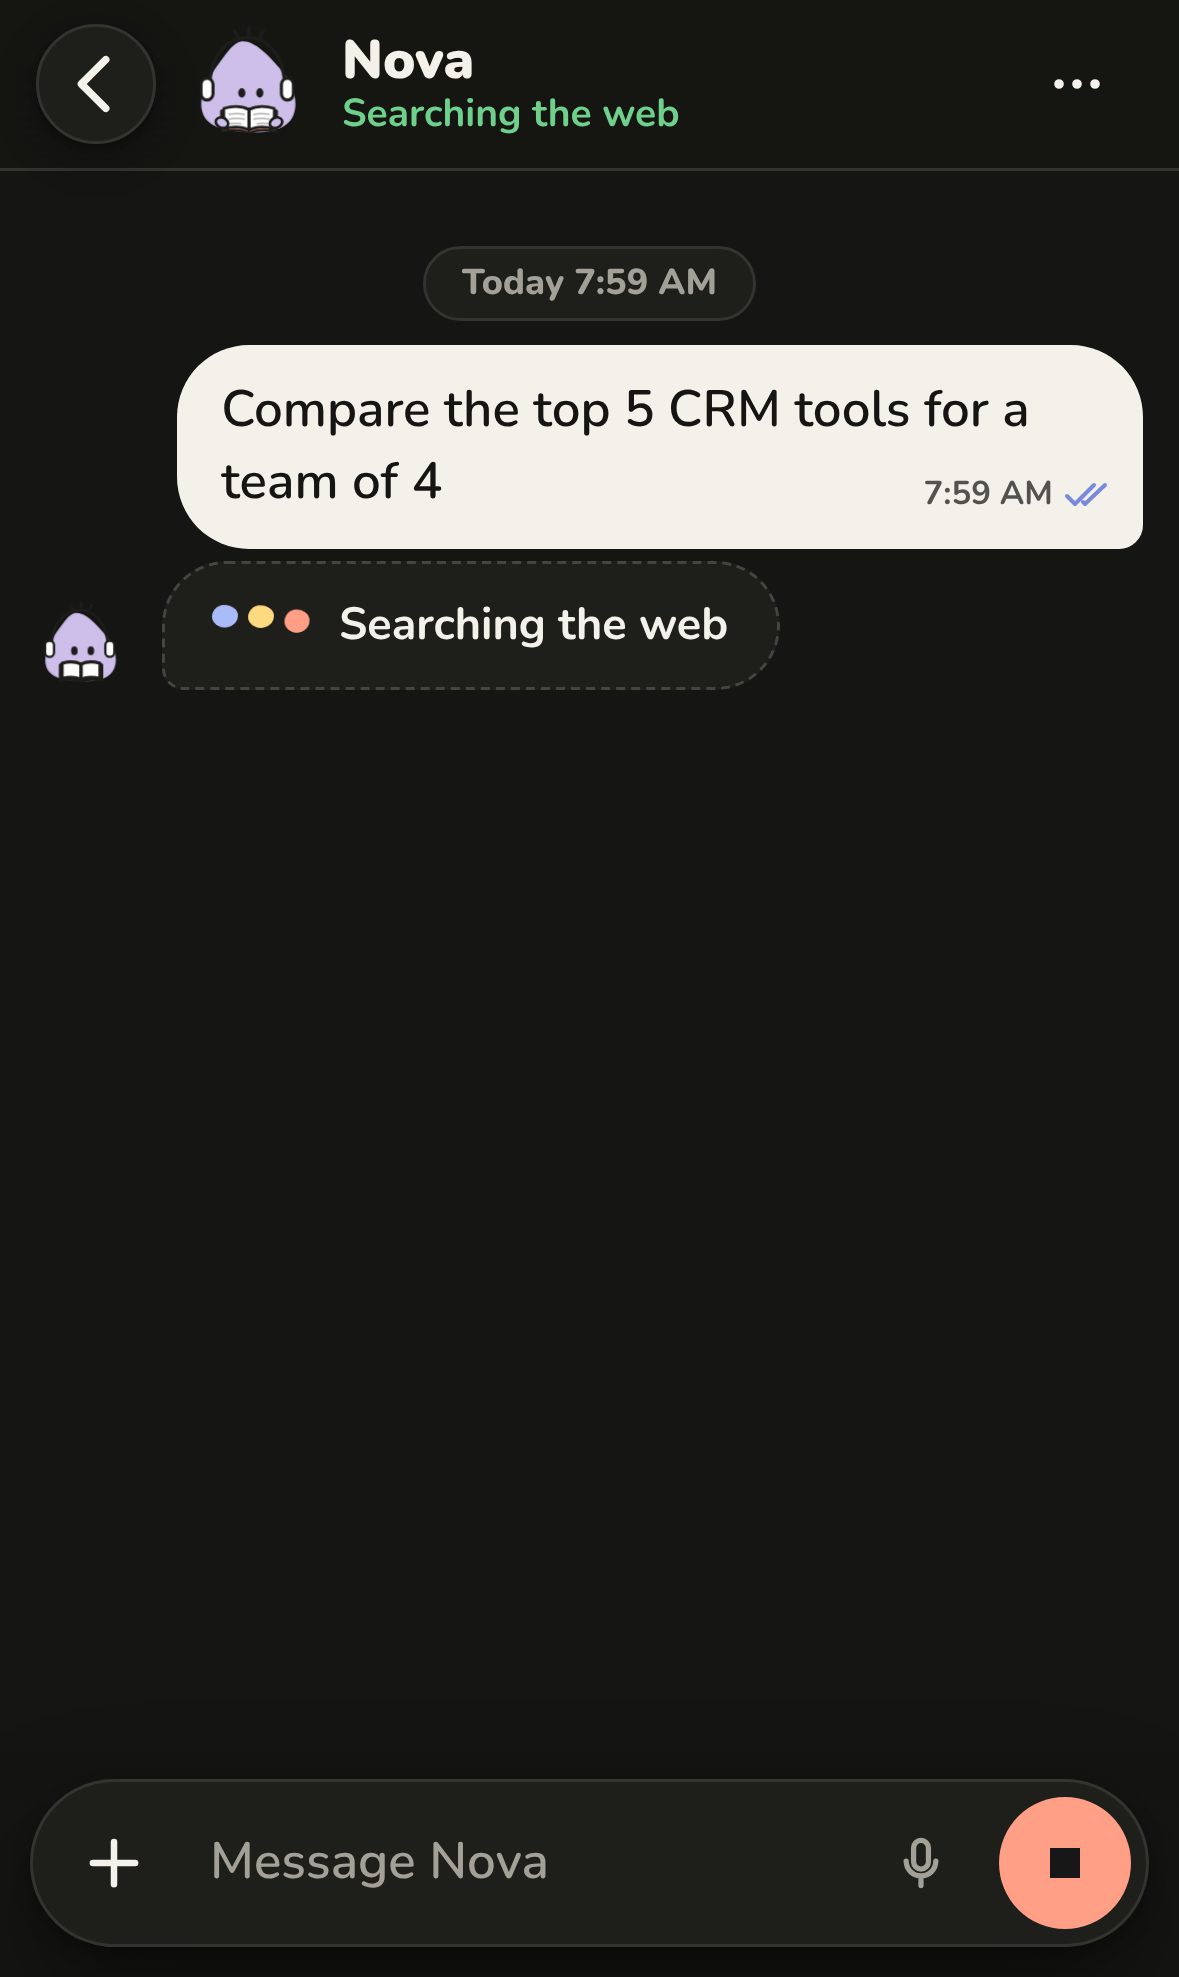 Nova
Searching the web
Today 7:59 AM
Compare the top 5 CRM tools for a
team of 4
7:59 AM
Searching the web
Message Nova